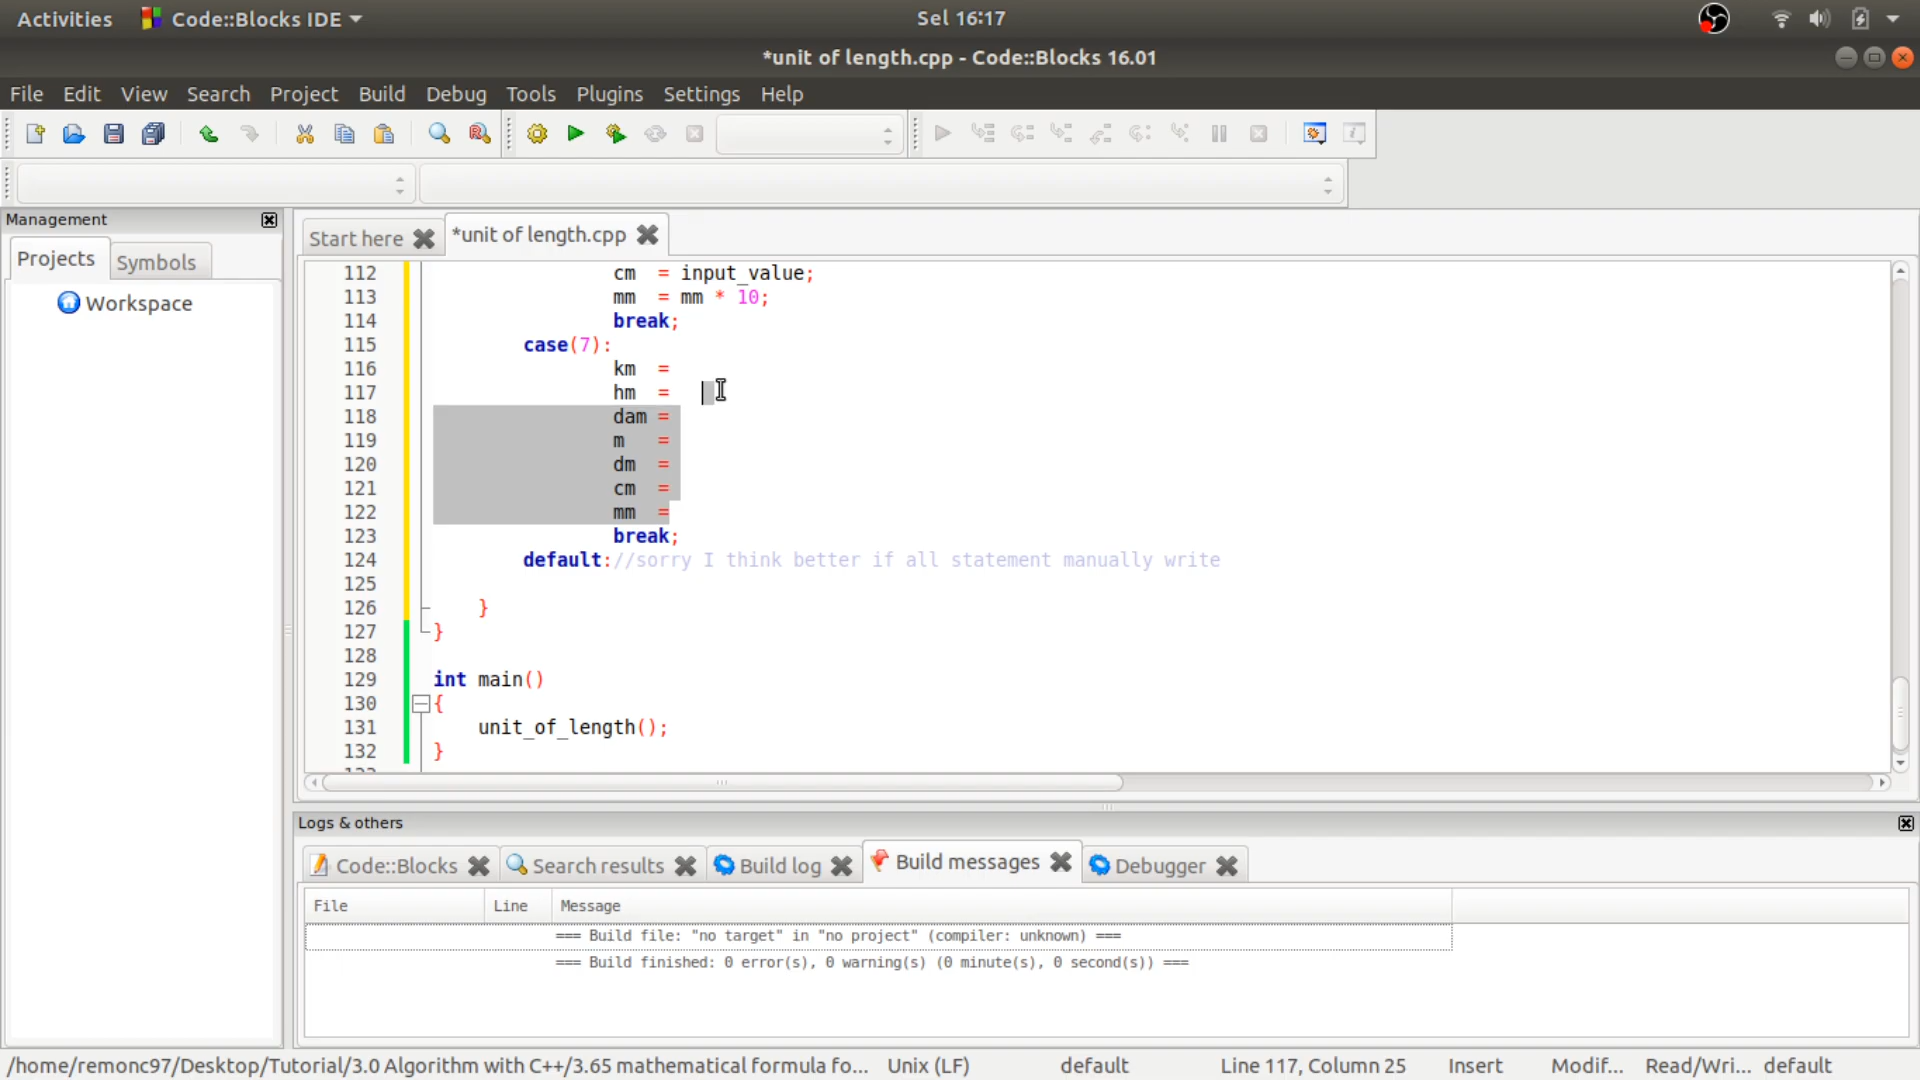 Activities Code::Blocks IDE Sel 16:17
*unit of length.cpp - Code::Blocks 16.01
File Edit View Search Project Build Debug Tools Plugins Settings Help
Management
Projects Symbols
Workspace
Start here *unit of length.cpp
112 cm = input_value;
113 mm = mm * 10;
114 break;
115 case(7):
116 km =
117 hm =
118 dam =
119 m =
120 dm =
121 cm =
122 mm =
123 break;
124 default://sorry I think better if all statement manually write
125
126 }
127 }
128
129 int main()
130 {
131 unit_of_length();
132 }
Logs & others
Code::Blocks Search results Build log Build messages Debugger
File Line Message
=== Build file: "no target" in "no project" (compiler: unknown) ===
=== Build finished: 0 error(s), 0 warning(s) (0 minute(s), 0 second(s)) ===
/home/remonc97/Desktop/Tutorial/3.0 Algorithm with C++/3.65 mathematical formula fo... Unix (LF) default Line 117, Column 25 Insert Modif... Read/Wri... default